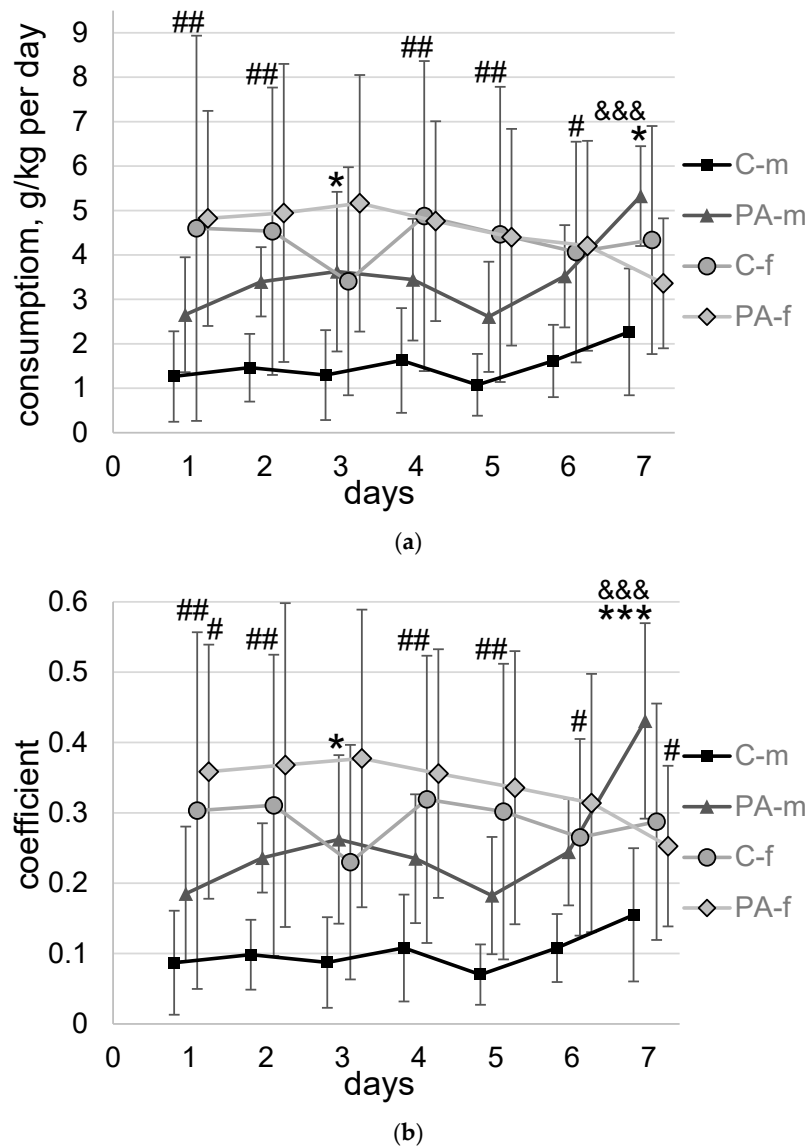 consumptiom, g/kg per day
9
8
7
6
5
4
3
2
1
0
##
##
*
##
##
#
&&&
*
C-m
PA-m
C-f
PA-f
0 1 2 3 4 5 6 7
days
(a)
coefficient
0.6
0.5
0.4
0.3
0.2
0.1
0
##
#
##
*
##
##
#
&&&
***
#
C-m
PA-m
C-f
PA-f
0 1 2 3 4 5 6 7
days
(b)